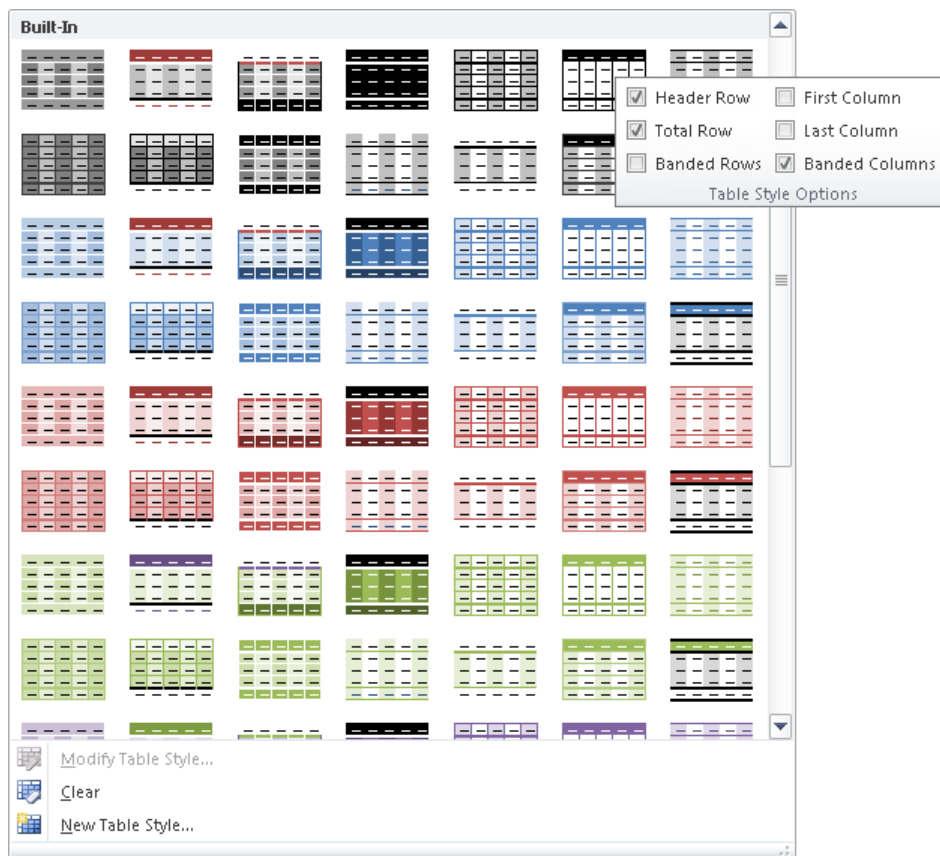 Built-In
Header Row First Column
Total Row Last Column
Banded Rows Banded Columns
Table Style Options
Modify Table Style...
Clear
New Table Style...